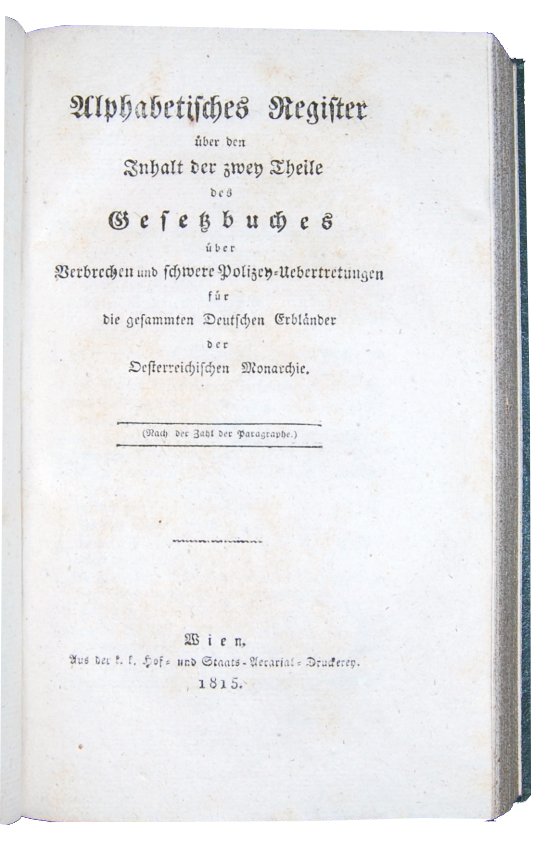 Alphabetisches Register
über den
Inhalt der zwey Theile
des
Gesetzbuches
über
Verbrechen und schwere Polizey-Uebertretungen
für
die gesammten Deutschen Erbländer
der
Oesterreichischen Monarchie.
(Nach der Zahl der Paragraphe.)
Wien,
Aus der k. k. Hof- und Staats-Aerarial-Druckerey.
1815.